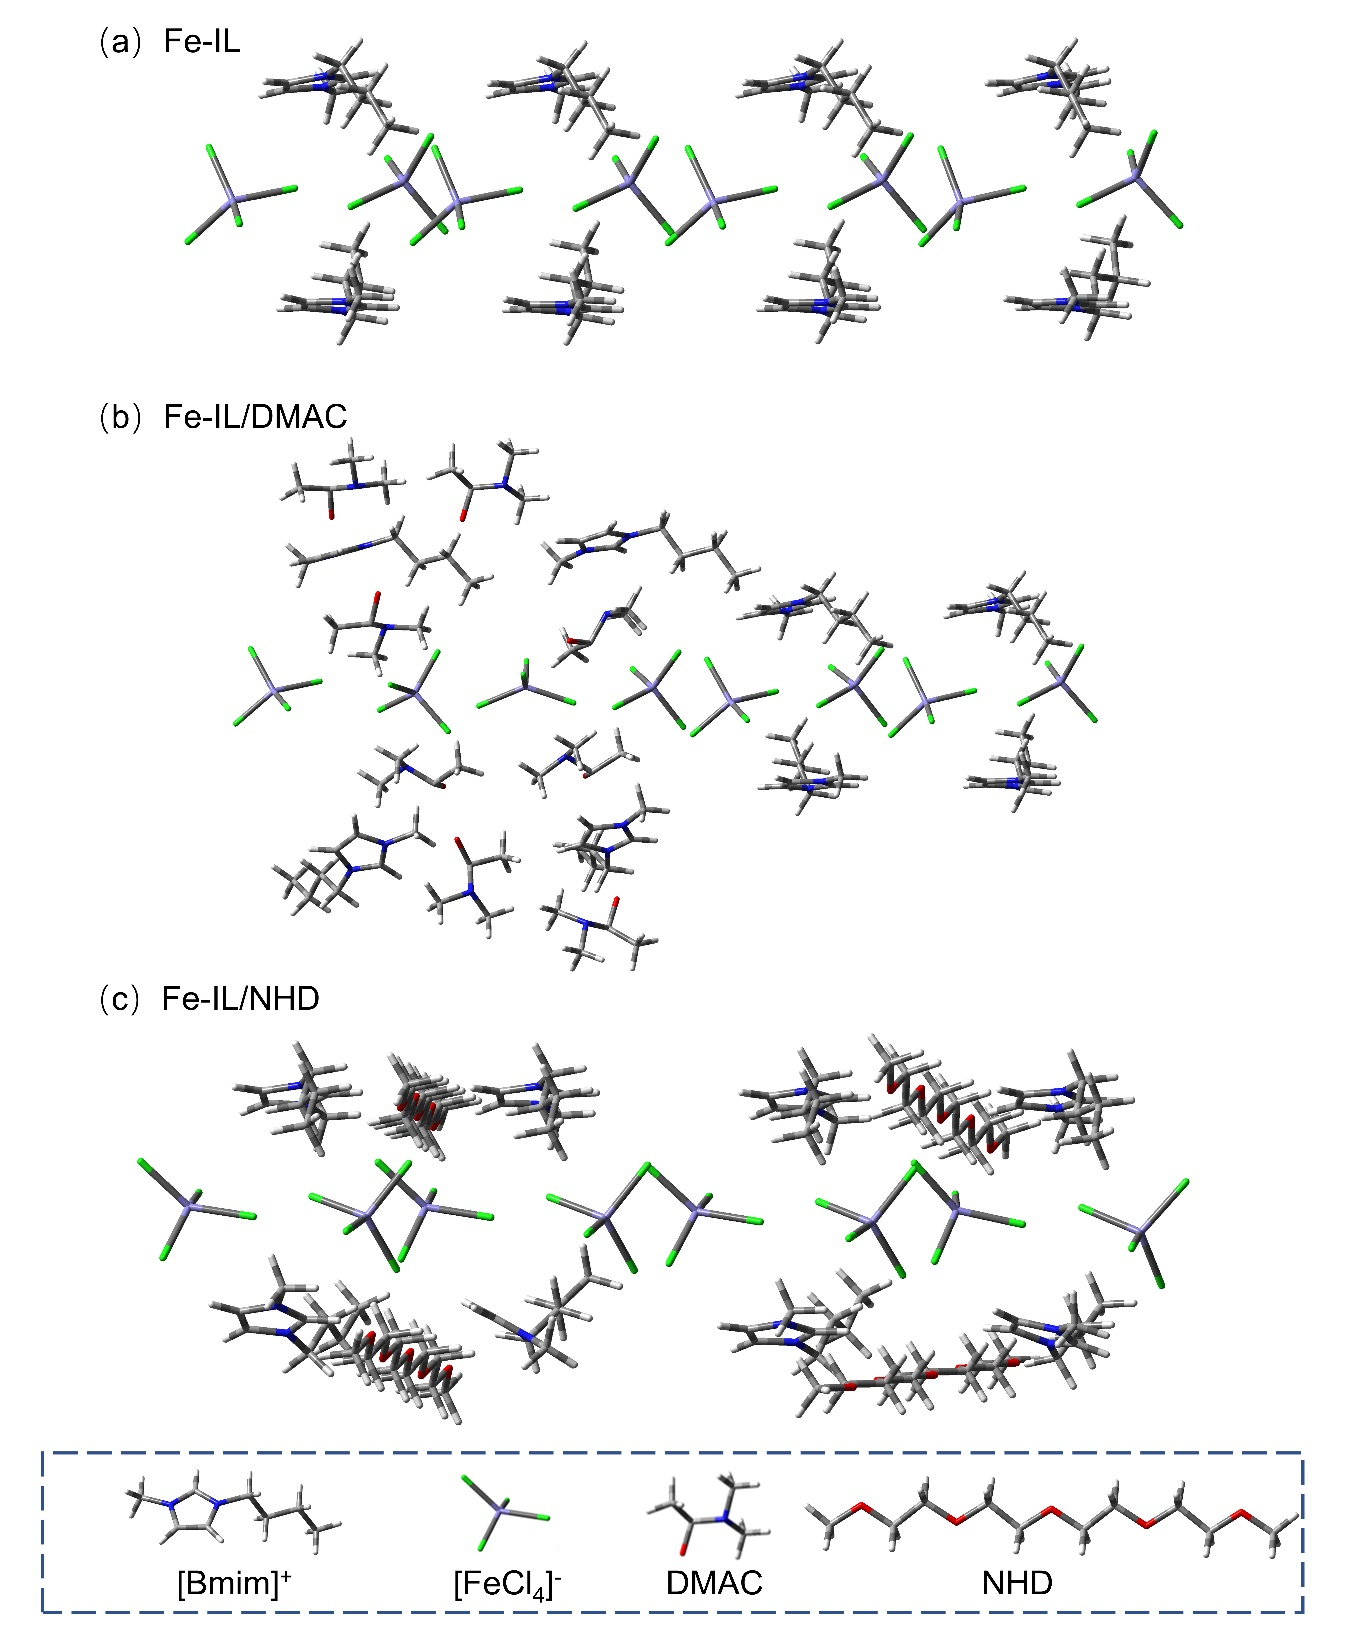 （a）Fe-IL
（b）Fe-IL/DMAC
（c）Fe-IL/NHD
[Bmim]⁺ [FeCl₄]⁻ DMAC NHD